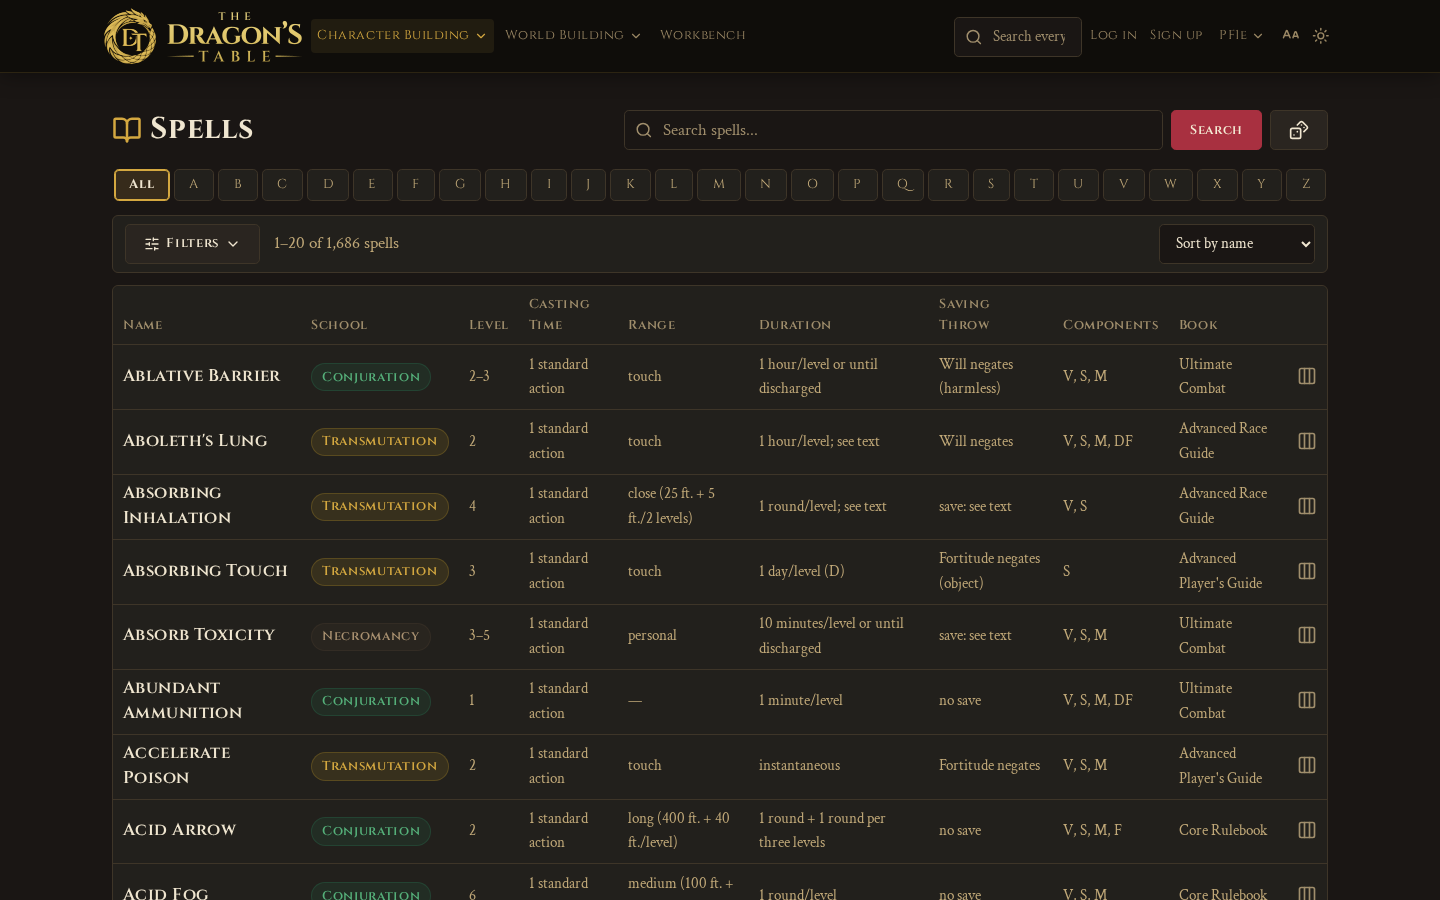 THE
DRAGON'S
TABLE
DT
Character Building
World Building
Workbench
Search every
Log in
Sign up
PF1e
AA
Spells
Search spells...
Search
All A B C D E F G H I J K L M N O P Q R S T U V W X Y Z
Filters
1–20 of 1,686 spells
Sort by name
Name School Level Casting Time Range Duration Saving Throw Components Book
Ablative Barrier Conjuration 2–3 1 standard action touch 1 hour/level or until discharged Will negates (harmless) V, S, M Ultimate Combat
Aboleth's Lung Transmutation 2 1 standard action touch 1 hour/level; see text Will negates V, S, M, DF Advanced Race Guide
Absorbing Inhalation Transmutation 4 1 standard action close (25 ft. + 5 ft./2 levels) 1 round/level; see text save: see text V, S Advanced Race Guide
Absorbing Touch Transmutation 3 1 standard action touch 1 day/level (D) Fortitude negates (object) S Advanced Player's Guide
Absorb Toxicity Necromancy 3–5 1 standard action personal 10 minutes/level or until discharged save: see text V, S, M Ultimate Combat
Abundant Ammunition Conjuration 1 1 standard action — 1 minute/level no save V, S, M, DF Ultimate Combat
Accelerate Poison Transmutation 2 1 standard action touch instantaneous Fortitude negates V, S, M Advanced Player's Guide
Acid Arrow Conjuration 2 1 standard action long (400 ft. + 40 ft./level) 1 round + 1 round per three levels no save V, S, M, F Core Rulebook
Acid Fog Conjuration 6 1 standard medium (100 ft. + 1 round/level no save V, S, M Core Rulebook